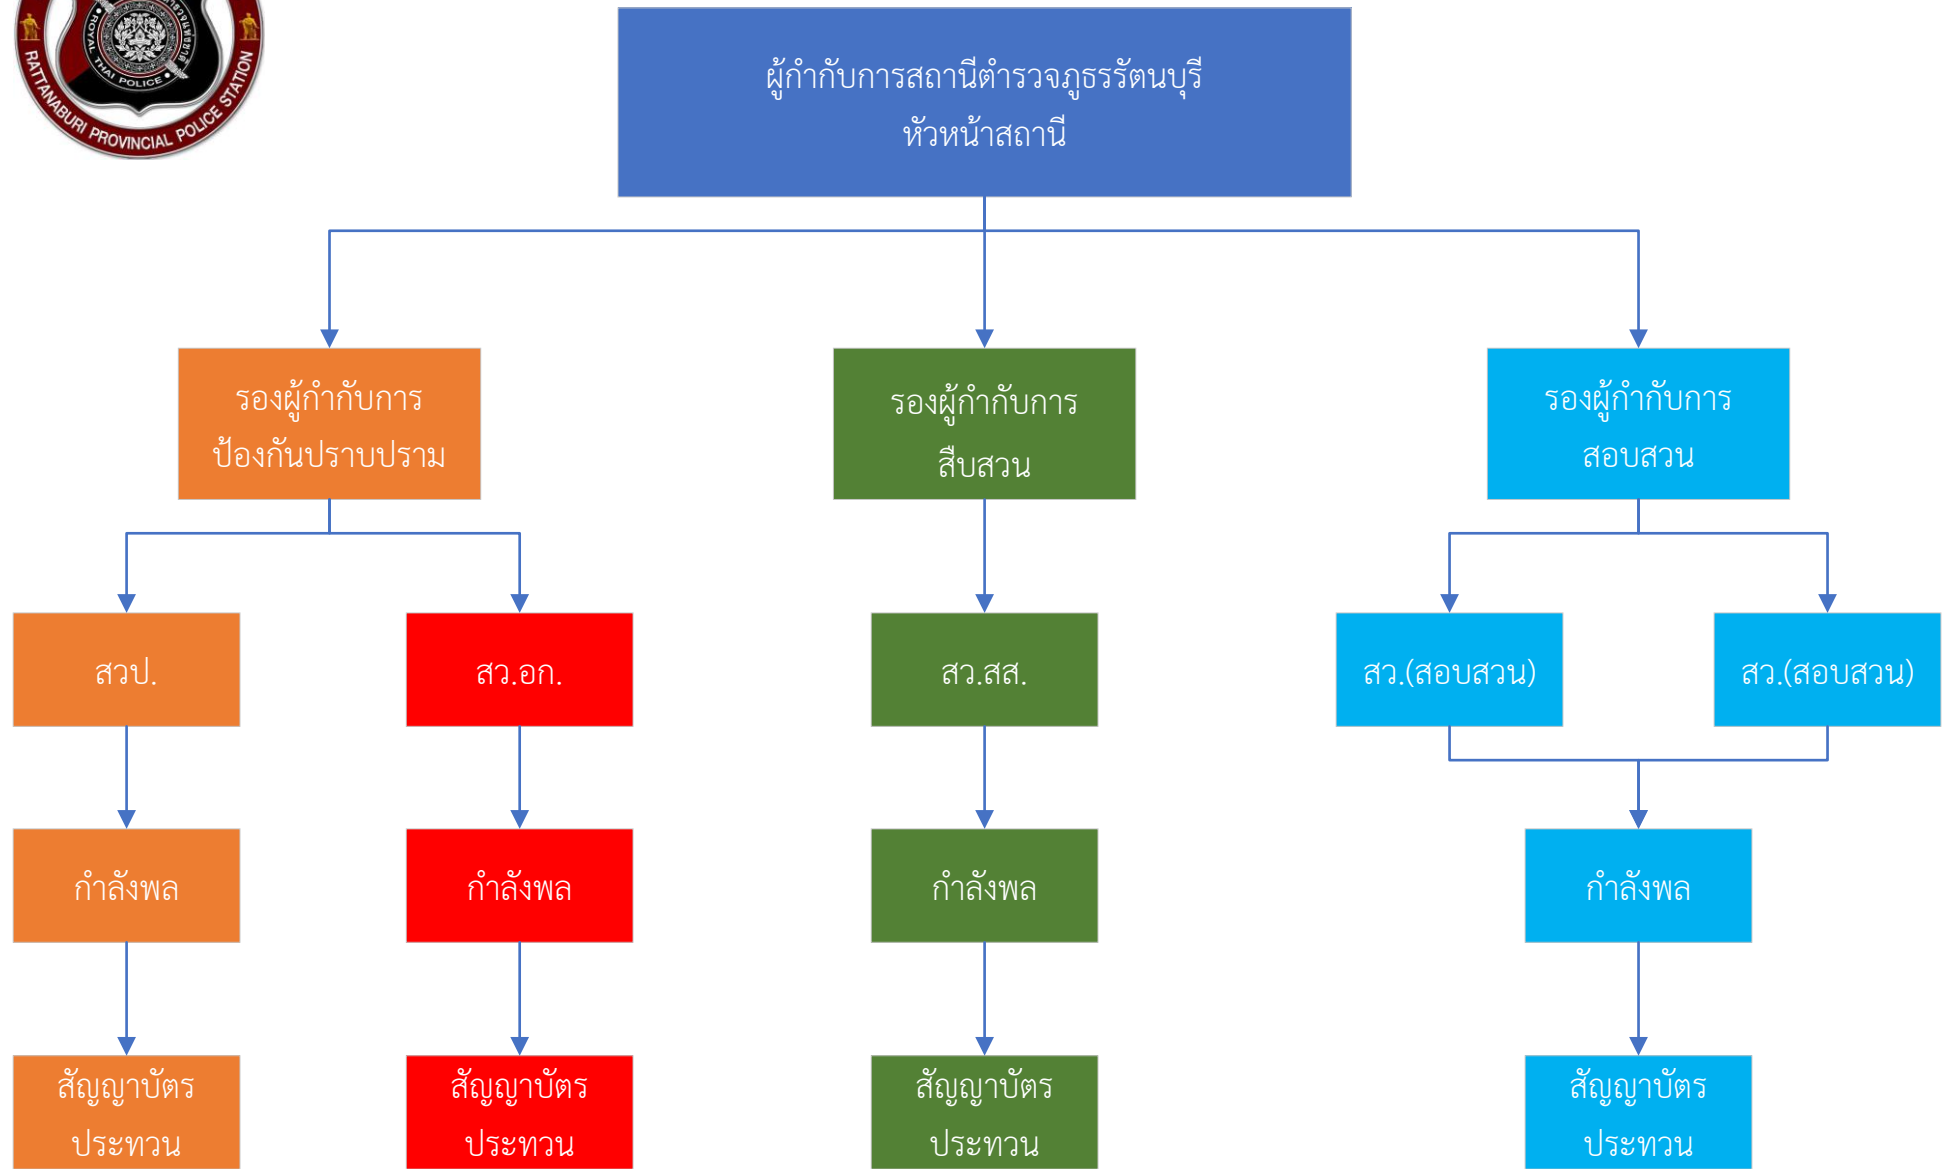 ROYAL THAI POLICE
RATTANABURI PROVINCIAL POLICE STATION
ผู้กำกับการสถานีตำรวจภูธรรัตนบุรี
หัวหน้าสถานี
รองผู้กำกับการ
ป้องกันปราบปราม
รองผู้กำกับการ
สืบสวน
รองผู้กำกับการ
สอบสวน
สวป.
สว.อก.
สว.สส.
สว.(สอบสวน)
สว.(สอบสวน)
กำลังพล
กำลังพล
กำลังพล
กำลังพล
สัญญาบัตร
ประทวน
สัญญาบัตร
ประทวน
สัญญาบัตร
ประทวน
สัญญาบัตร
ประทวน